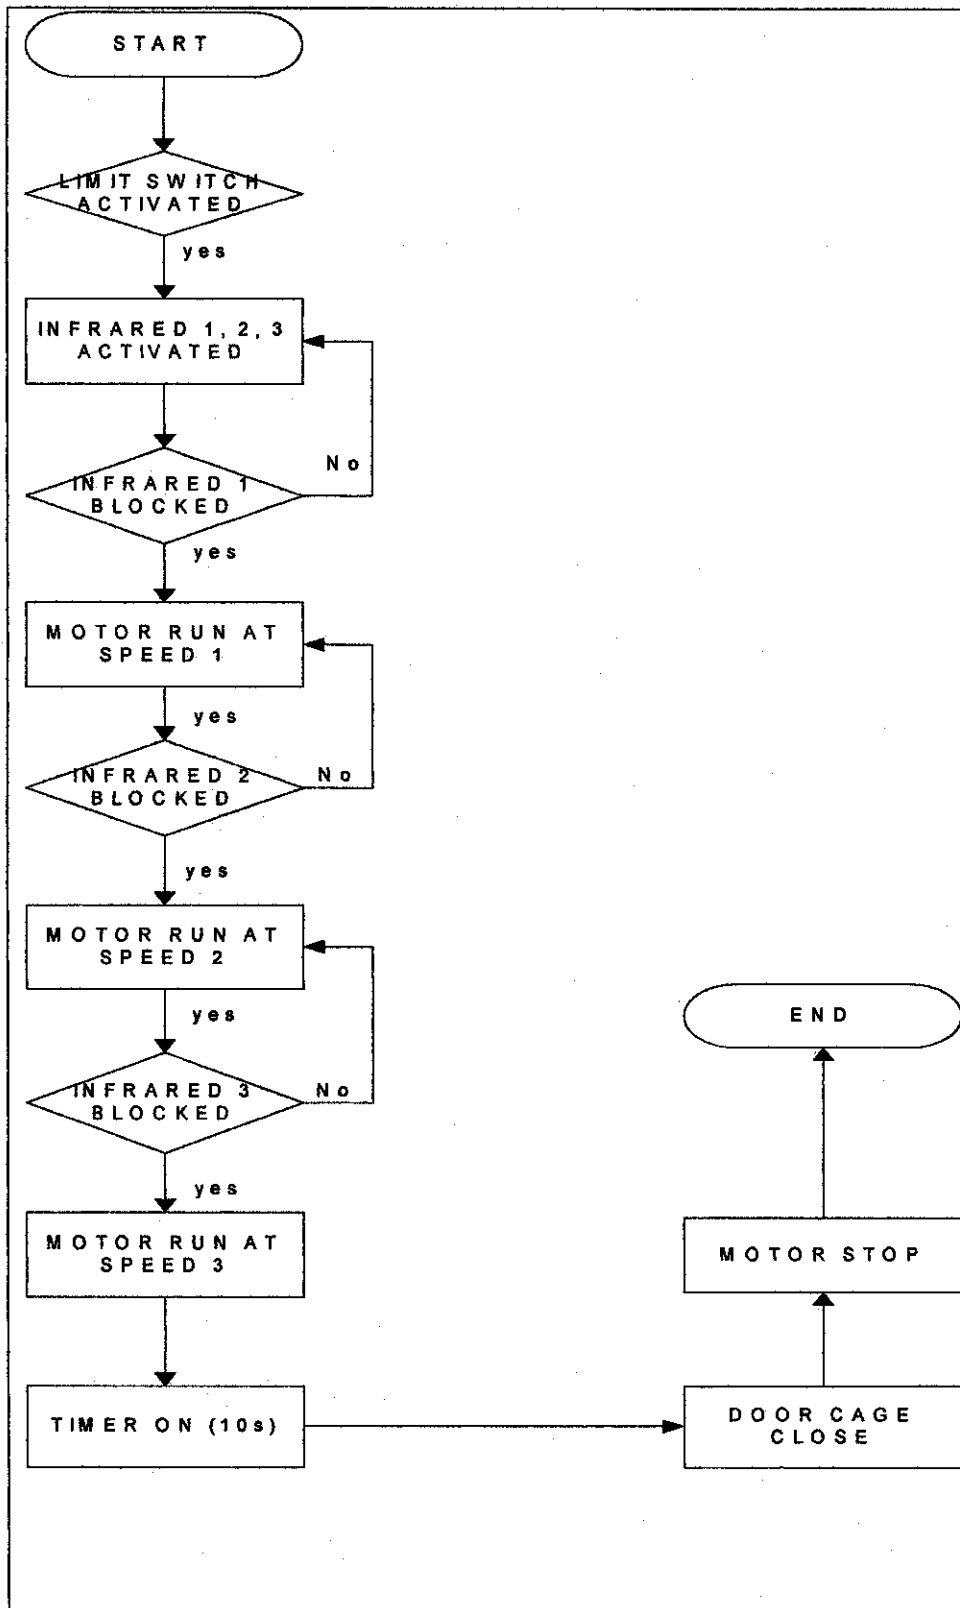 START
LIMIT SWITCH
ACTIVATED
yes
INFRARED 1, 2, 3
ACTIVATED
No
INFRARED 1
BLOCKED
yes
MOTOR RUN AT
SPEED 1
yes
INFRARED 2
BLOCKED
No
yes
MOTOR RUN AT
SPEED 2
yes
INFRARED 3
BLOCKED
No
yes
MOTOR RUN AT
SPEED 3
TIMER ON (10s)
DOOR CAGE
CLOSE
MOTOR STOP
END